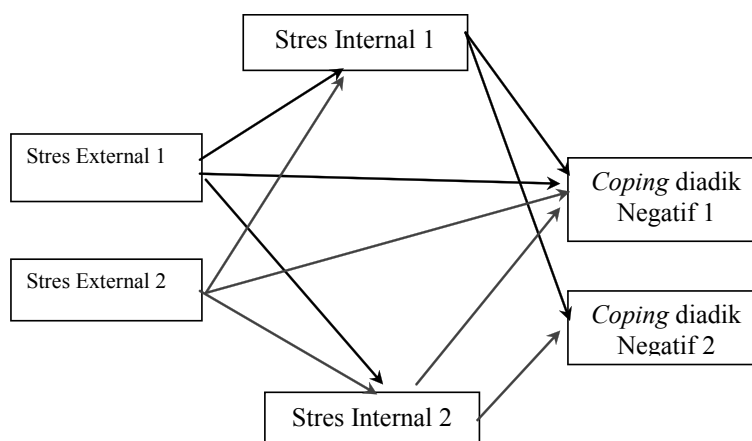 Stres Internal 1
Stres External 1
Coping diadik
Negatif 1
Stres External 2
Coping diadik
Negatif 2
Stres Internal 2